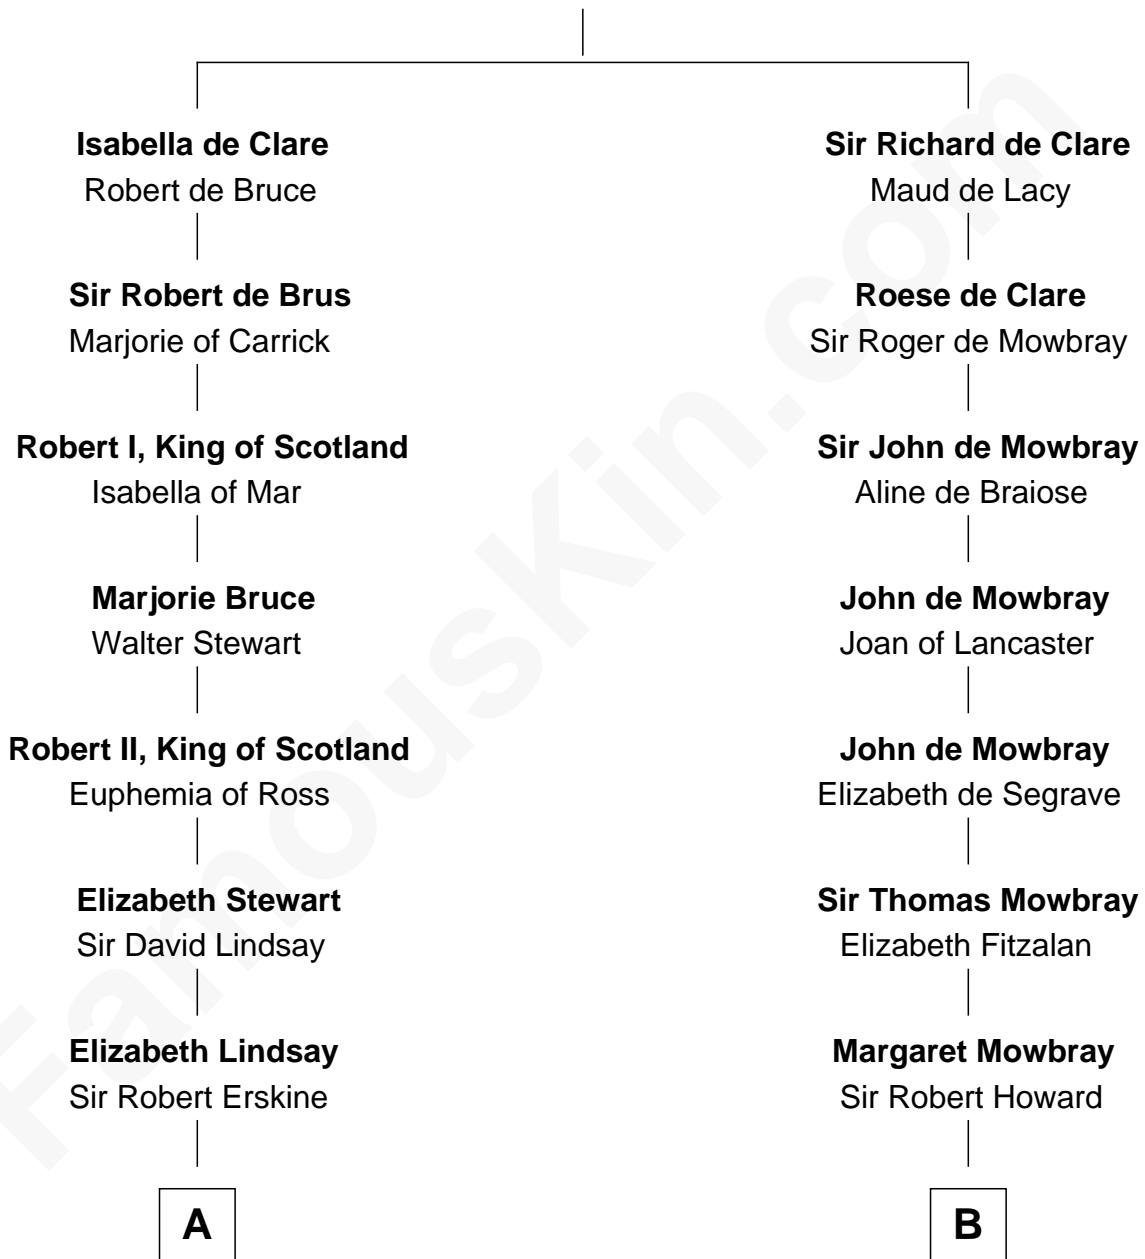 Isabella de Clare
Robert de Bruce
Sir Robert de Brus
Marjorie of Carrick
Robert I, King of Scotland
Isabella of Mar
Marjorie Bruce
Walter Stewart
Robert II, King of Scotland
Euphemia of Ross
Elizabeth Stewart
Sir David Lindsay
Elizabeth Lindsay
Sir Robert Erskine
A
Sir Richard de Clare
Maud de Lacy
Roese de Clare
Sir Roger de Mowbray
Sir John de Mowbray
Aline de Braiose
John de Mowbray
Joan of Lancaster
John de Mowbray
Elizabeth de Segrave
Sir Thomas Mowbray
Elizabeth Fitzalan
Margaret Mowbray
Sir Robert Howard
B
FamousKin.com